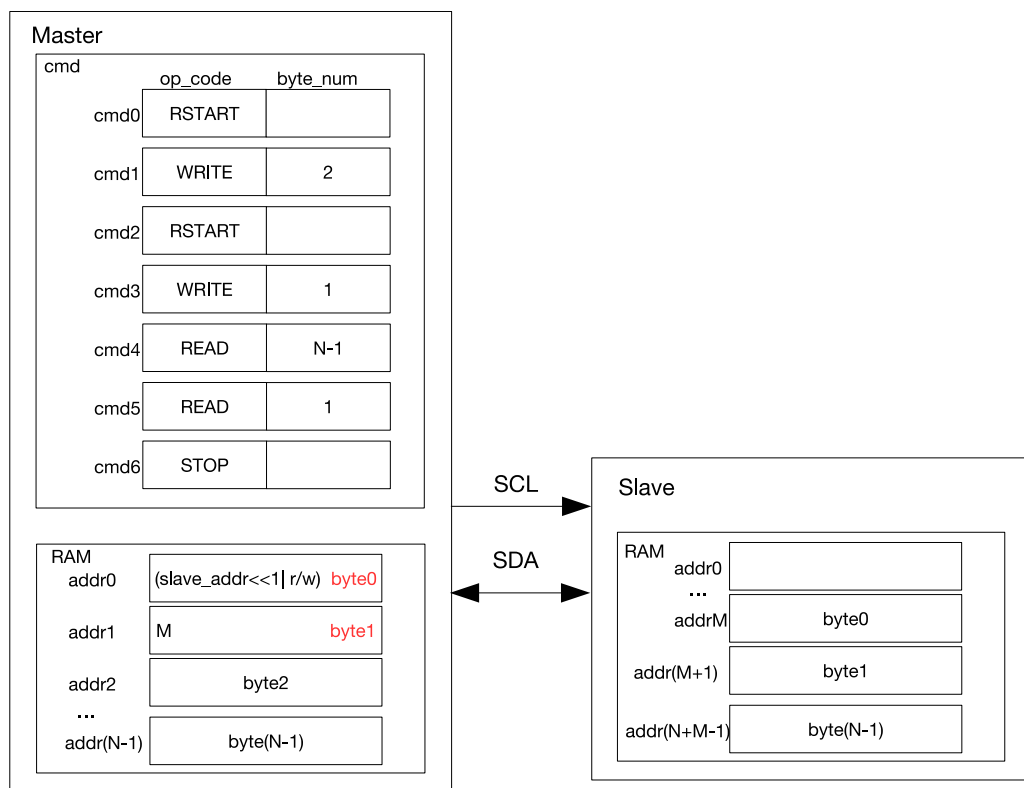 Master
cmd
op_code byte_num
cmd0 RSTART
cmd1 WRITE 2
cmd2 RSTART
cmd3 WRITE 1
cmd4 READ N-1
cmd5 READ 1
cmd6 STOP
RAM
addr0 (slave_addr<<1| r/w) byte0
addr1 M byte1
addr2 byte2
...
addr(N-1) byte(N-1)
SCL
SDA
Slave
RAM
addr0
...
addrM byte0
addr(M+1) byte1
addr(N+M-1) byte(N-1)